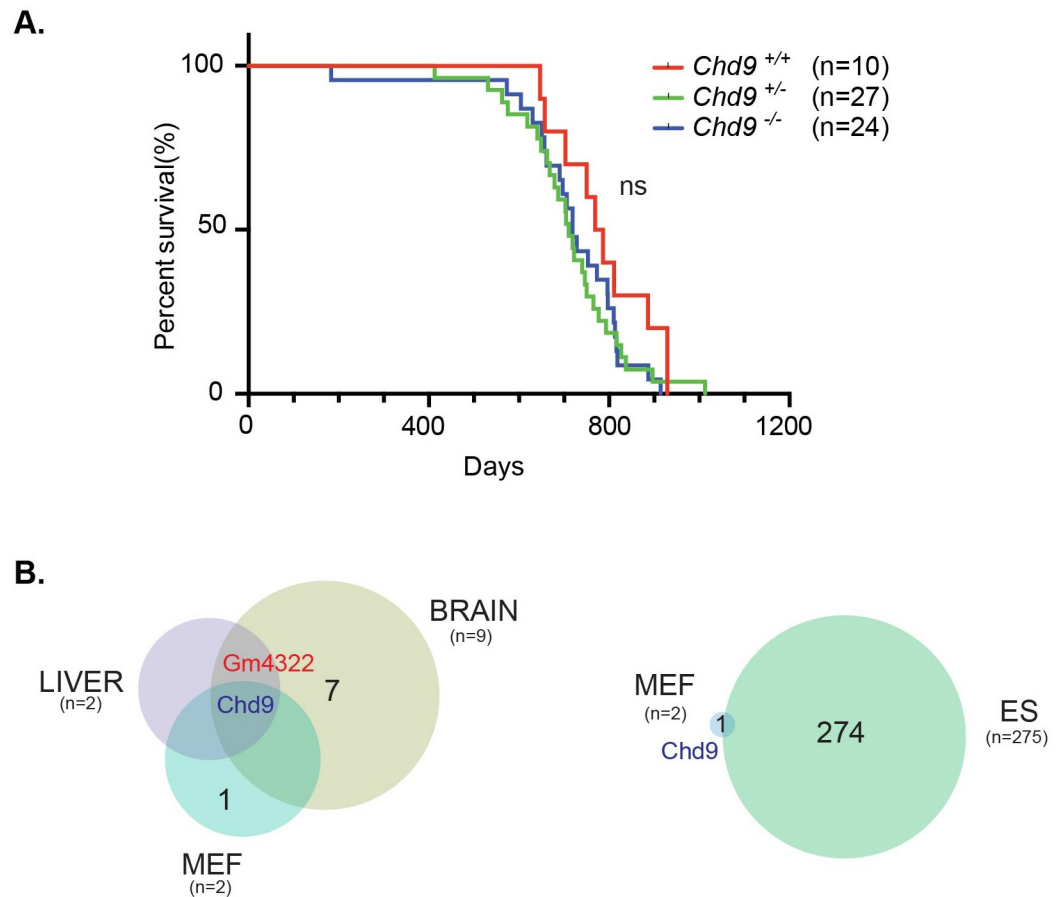 A.
100
50
0
Percent survival(%)
0 400 800 1200
Days
Chd9 +/+ (n=10)
Chd9 +/- (n=27)
Chd9 -/- (n=24)
ns
B.
LIVER
(n=2)
BRAIN
(n=9)
Gm4322
7
Chd9
1
MEF
(n=2)
MEF
(n=2)
1
Chd9
274
ES
(n=275)